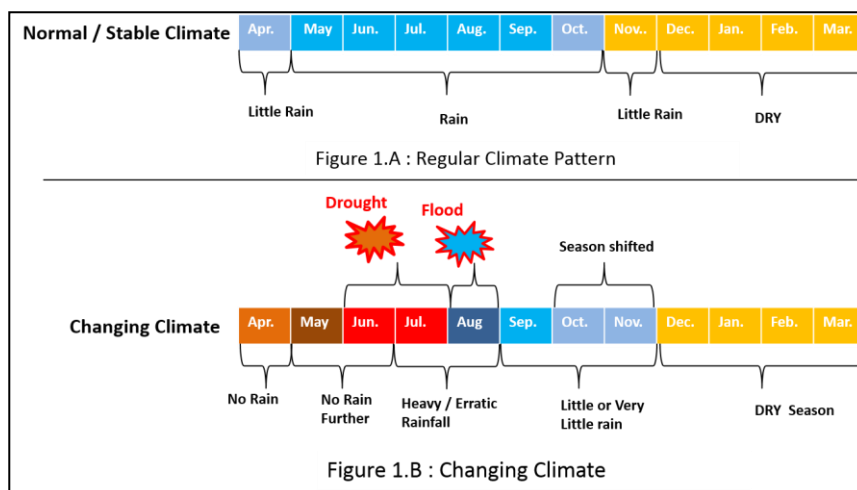 Normal / Stable Climate
Apr. May Jun. Jul. Aug. Sep. Oct. Nov.. Dec. Jan. Feb. Mar.
Little Rain
Rain
Little Rain
DRY
Figure 1.A : Regular Climate Pattern
Drought
Flood
Season shifted
Changing Climate
Apr. May Jun. Jul. Aug Sep. Oct. Nov. Dec. Jan. Feb. Mar.
No Rain
No Rain
Further
Heavy / Erratic
Rainfall
Little or Very
Little rain
DRY Season
Figure 1.B : Changing Climate